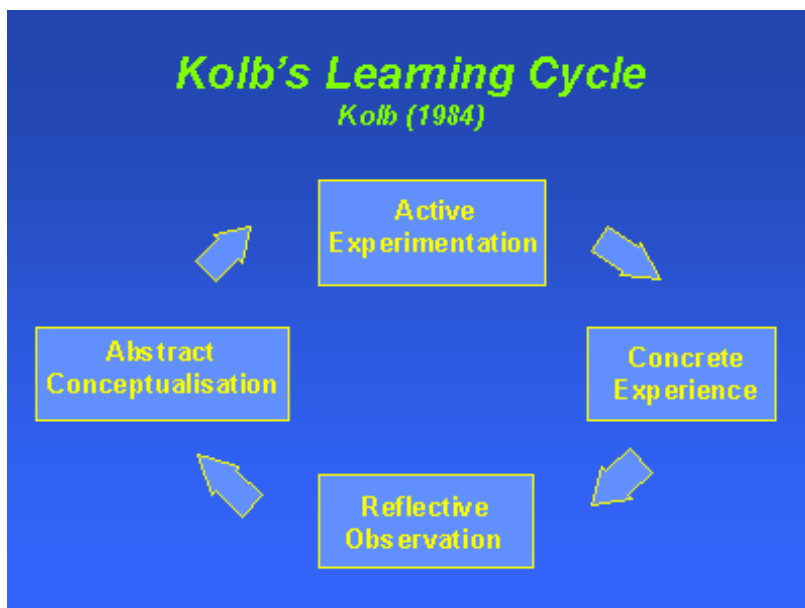 Kolb's Learning Cycle
Kolb (1984)
Active
Experimentation
Abstract
Conceptualisation
Concrete
Experience
Reflective
Observation